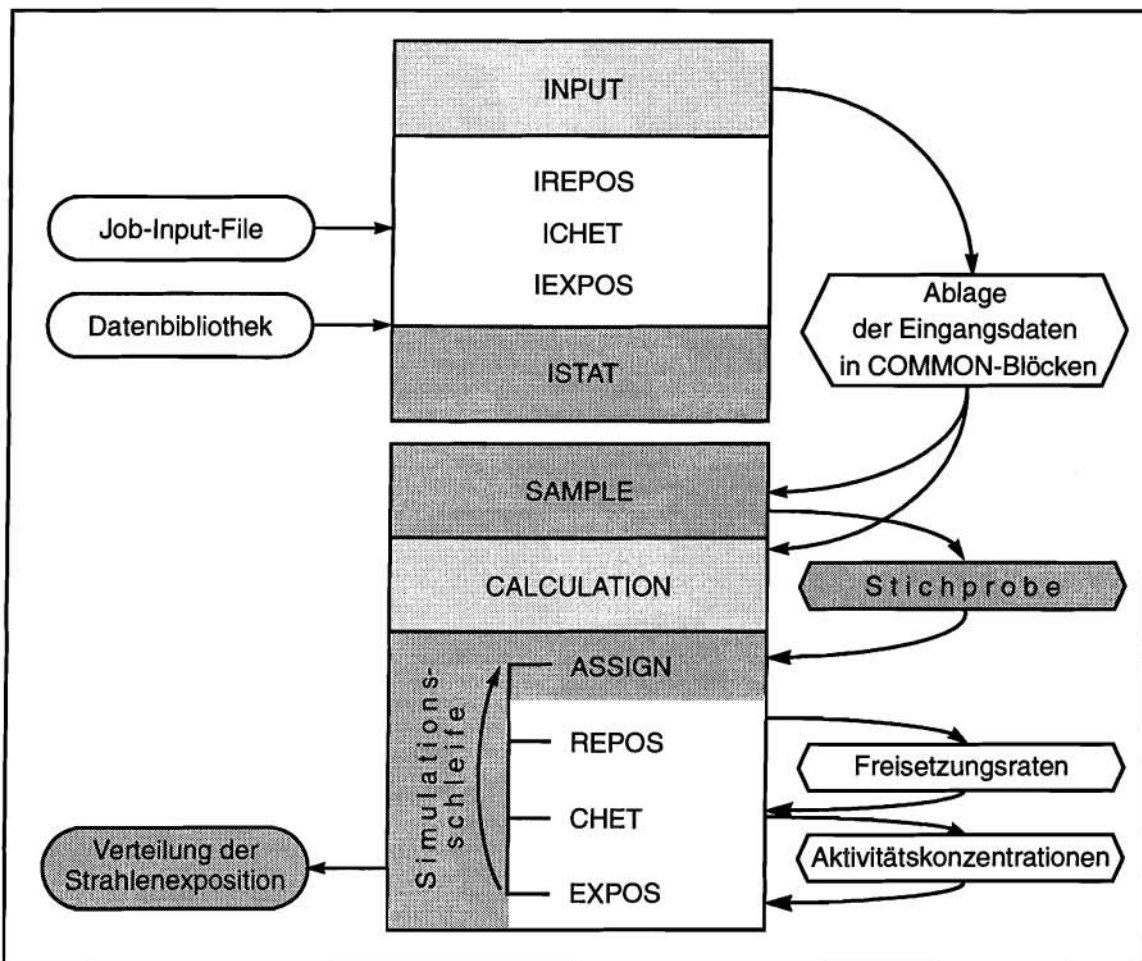 INPUT
IREPOS
Job-Input-File
ICHET
IEXPOS
Datenbibliothek
ISTAT
Ablage
der Eingangsdaten
in COMMON-Blöcken
SAMPLE
CALCULATION
Stichprobe
Simulations-
schleife
ASSIGN
REPOS
Freisetzungsraten
CHET
Aktivitätskonzentrationen
EXPOS
Verteilung der
Strahlenexposition